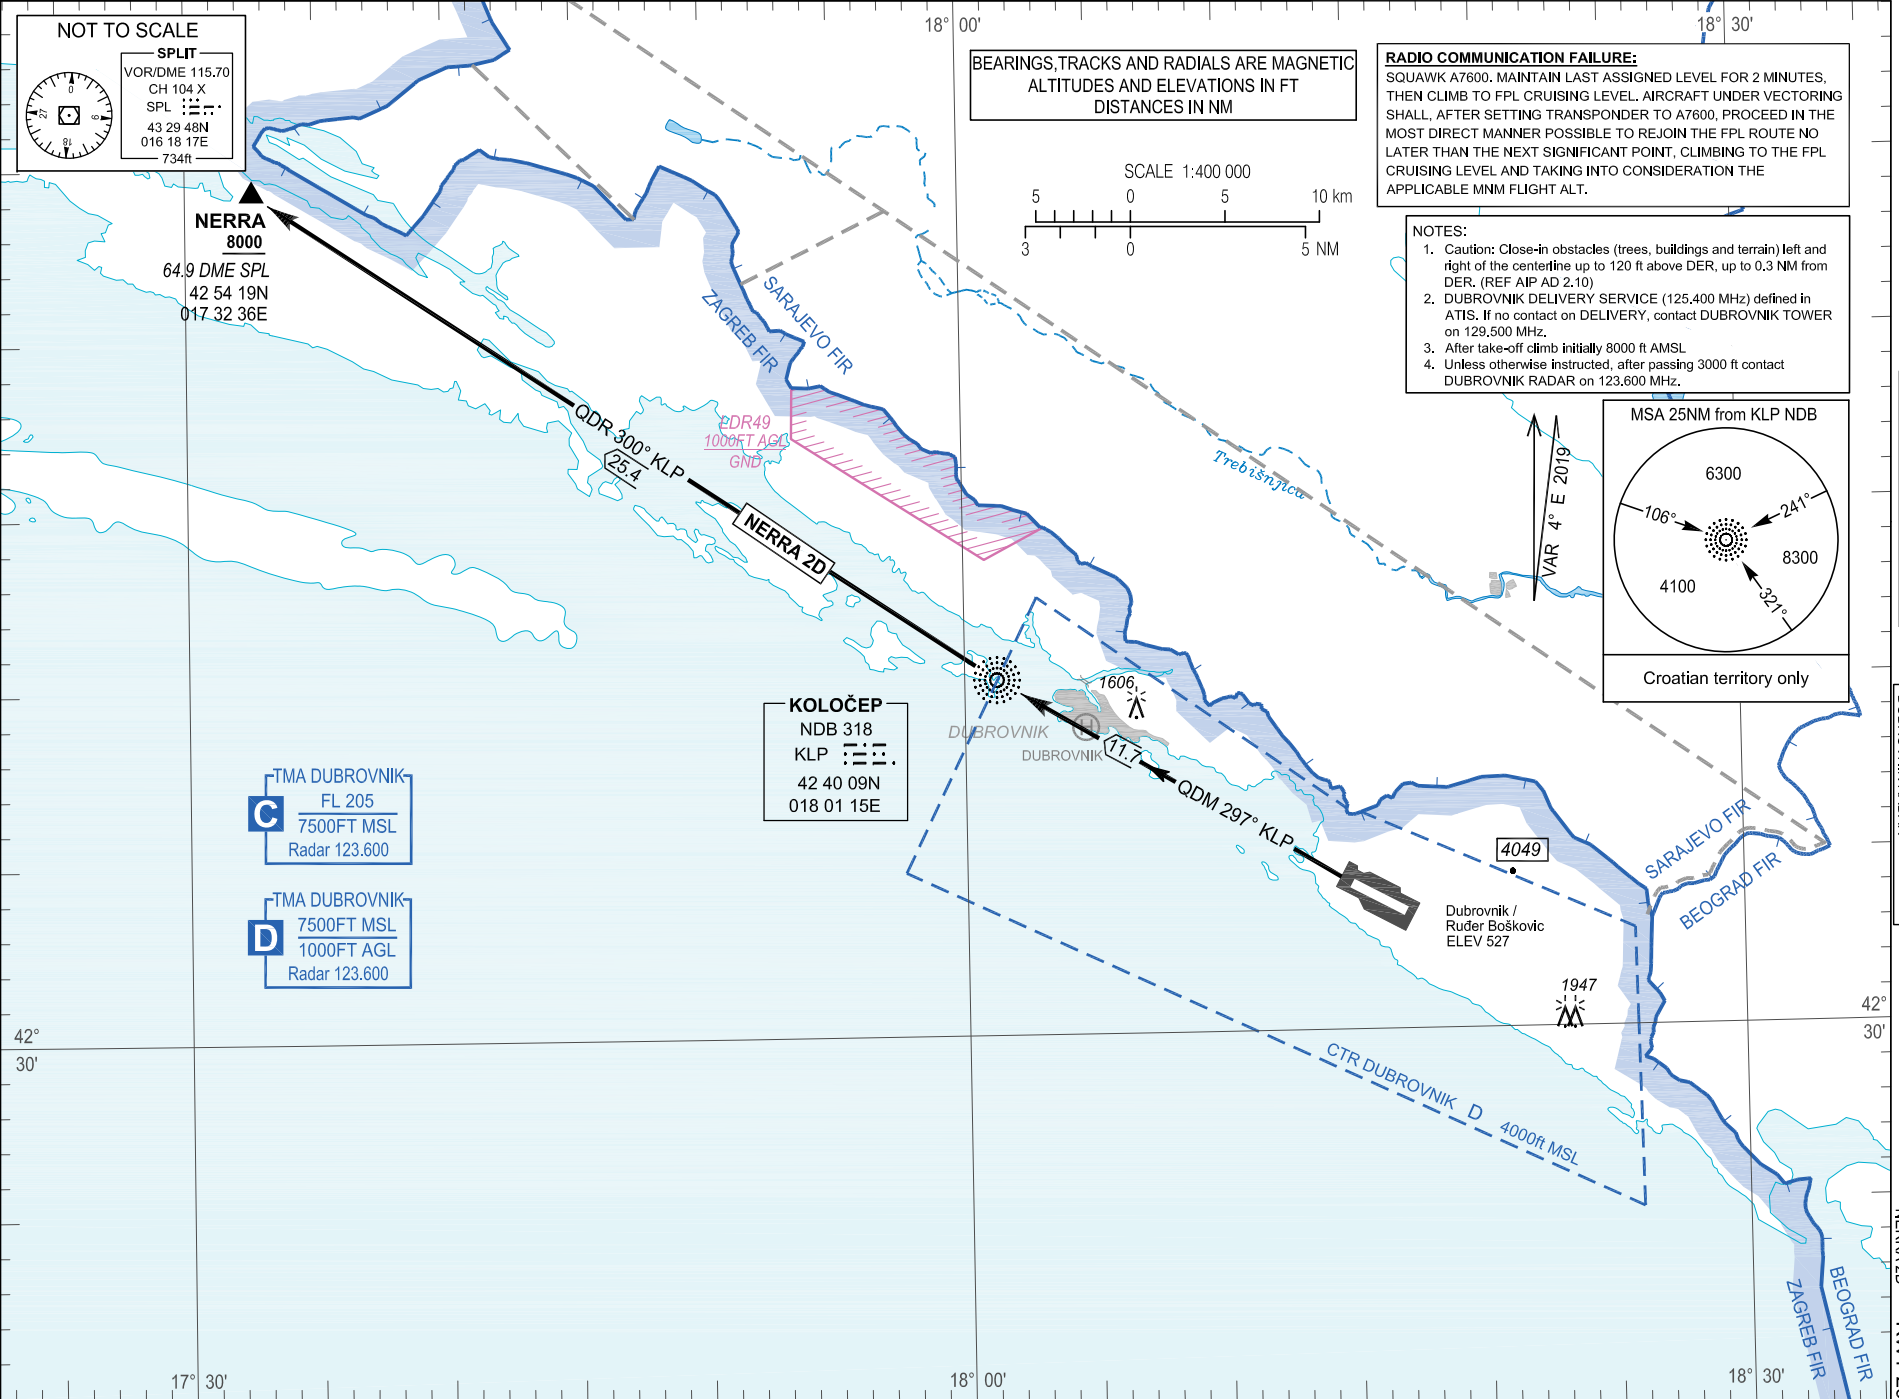 NOT TO SCALE
SPLIT
VOR/DME 115.70
CH 104 X
SPL
43 29 48N
016 18 17E
734ft
0
9
18
27
NERRA
8000
64.9 DME SPL
42 54 19N
017 32 36E
18° 00'
18° 30'
BEARINGS,TRACKS AND RADIALS ARE MAGNETIC
ALTITUDES AND ELEVATIONS IN FT
DISTANCES IN NM
SCALE 1:400 000
5 0 5 10 km
3 0 5 NM
RADIO COMMUNICATION FAILURE:
SQUAWK A7600. MAINTAIN LAST ASSIGNED LEVEL FOR 2 MINUTES,
THEN CLIMB TO FPL CRUISING LEVEL. AIRCRAFT UNDER VECTORING
SHALL, AFTER SETTING TRANSPONDER TO A7600, PROCEED IN THE
MOST DIRECT MANNER POSSIBLE TO REJOIN THE FPL ROUTE NO
LATER THAN THE NEXT SIGNIFICANT POINT, CLIMBING TO THE FPL
CRUISING LEVEL AND TAKING INTO CONSIDERATION THE
APPLICABLE MNM FLIGHT ALT.
NOTES:
1. Caution: Close-in obstacles (trees, buildings and terrain) left and
right of the centerline up to 120 ft above DER, up to 0.3 NM from
DER. (REF AIP AD 2.10)
2. DUBROVNIK DELIVERY SERVICE (125.400 MHz) defined in
ATIS. If no contact on DELIVERY, contact DUBROVNIK TOWER
on 129.500 MHz.
3. After take-off climb initially 8000 ft AMSL
4. Unless otherwise instructed, after passing 3000 ft contact
DUBROVNIK RADAR on 123.600 MHz.
MSA 25NM from KLP NDB
6300
106°
241°
8300
4100
321°
Croatian territory only
VAR 4° E 2019
SARAJEVO FIR
ZAGREB FIR
LDR49
1000FT AGL
GND
QDR 300° KLP
25.4
NERRA 2D
Trebišnjica
KOLOČEP
NDB 318
KLP
42 40 09N
018 01 15E
1606
DUBROVNIK
H
DUBROVNIK
11.7
QDM 297° KLP
4049
Dubrovnik /
Ruđer Boškovic
ELEV 527
1947
SARAJEVO FIR
BEOGRAD FIR
TMA DUBROVNIK
C
FL 205
7500FT MSL
Radar 123.600
TMA DUBROVNIK
D
7500FT MSL
1000FT AGL
Radar 123.600
42°
30'
42°
30'
CTR DUBROVNIK D 4000ft MSL
ZAGREB FIR
BEOGRAD FIR
17° 30'
18° 00'
18° 30'